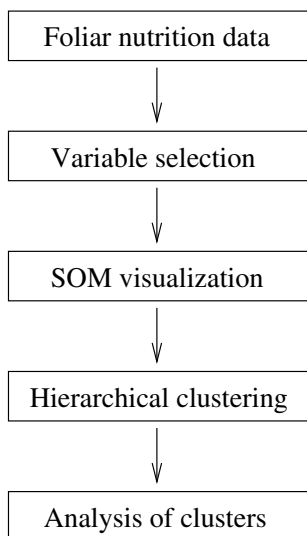 Foliar nutrition data
Variable selection
SOM visualization
Hierarchical clustering
Analysis of clusters